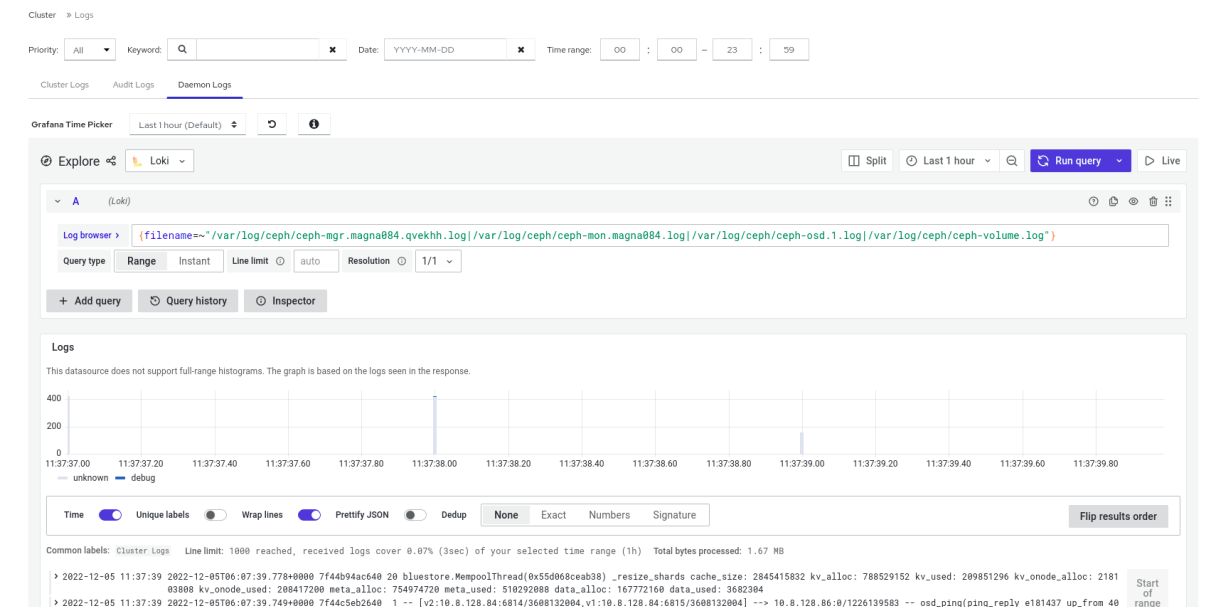 Cluster » Logs
Priority: All Keyword: Date: YYYY-MM-DD Time range: 00 : 00 – 23 : 59
Cluster Logs Audit Logs Daemon Logs
Grafana Time Picker Last 1 hour (Default)
Explore Loki Split Last 1 hour Run query Live
A (Loki)
Log browser > {filename=~"/var/log/ceph/ceph-mgr.magna084.qvekhh.log|/var/log/ceph/ceph-mon.magna084.log|/var/log/ceph/ceph-osd.1.log|/var/log/ceph/ceph-volume.log"}
Query type Range Instant Line limit auto Resolution 1/1
+ Add query Query history Inspector
Logs
This datasource does not support full-range histograms. The graph is based on the logs seen in the response.
400
200
0
11:37:37.00 11:37:37.20 11:37:37.40 11:37:37.60 11:37:37.80 11:37:38.00 11:37:38.20 11:37:38.40 11:37:38.60 11:37:38.80 11:37:39.00 11:37:39.20 11:37:39.40 11:37:39.60 11:37:39.80
unknown debug
Time Unique labels Wrap lines Prettify JSON Dedup None Exact Numbers Signature Flip results order
Common labels: Cluster Logs Line limit: 1000 reached, received logs cover 0.07% (3sec) of your selected time range (1h) Total bytes processed: 1.67 MB
> 2022-12-05 11:37:39 2022-12-05T06:07:39.778+0000 7f44b94ac640 20 bluestore.MempoolThread(0x55d068ceab38) _resize_shards cache_size: 2845415832 kv_alloc: 788529152 kv_used: 209851296 kv_onode_alloc: 2181
03808 kv_onode_used: 208417200 meta_alloc: 754974720 meta_used: 510292088 data_alloc: 167772160 data_used: 3682304
> 2022-12-05 11:37:39 2022-12-05T06:07:39.749+0000 7f44c5eb2640 1 -- [v2:10.8.128.84:6814/3608132004,v1:10.8.128.84:6815/3608132004] --> 10.8.128.86:0/1226139583 -- osd_ping(ping_reply e181437 up_from 40
Start
of
range